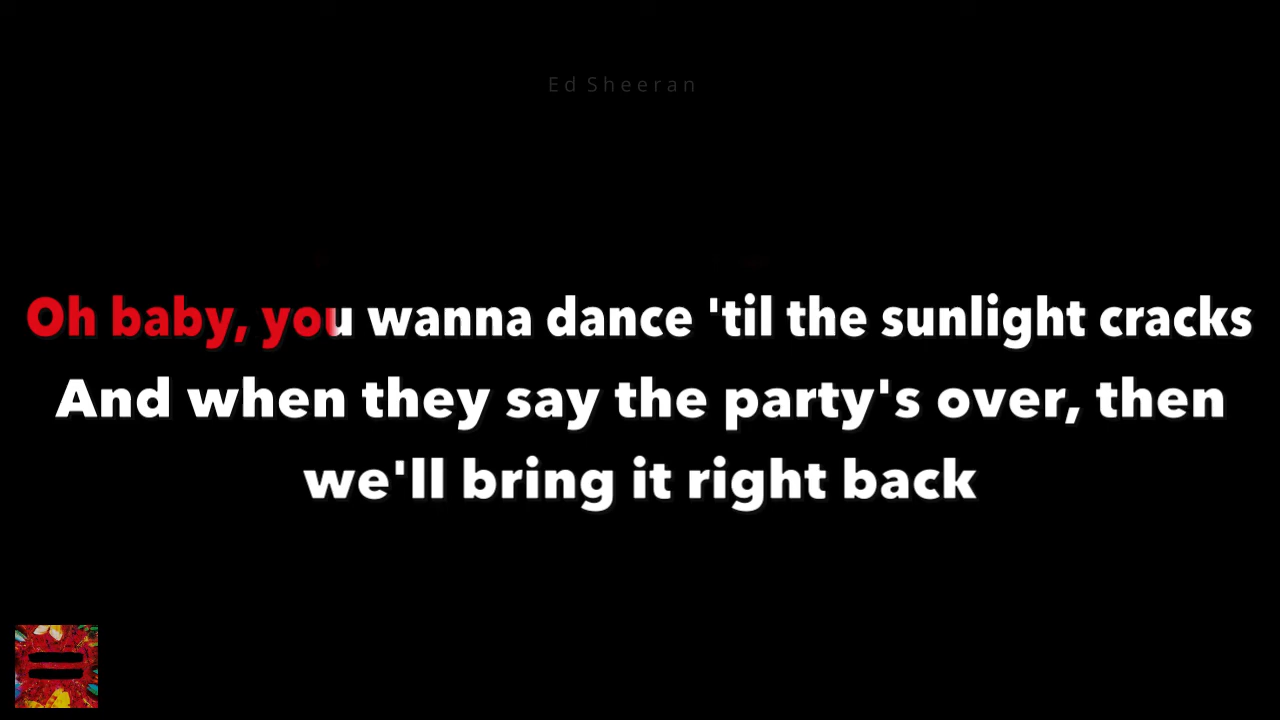 Ed Sheeran
Oh baby, you wanna dance 'til the sunlight cracks
And when they say the party's over, then
we'll bring it right back